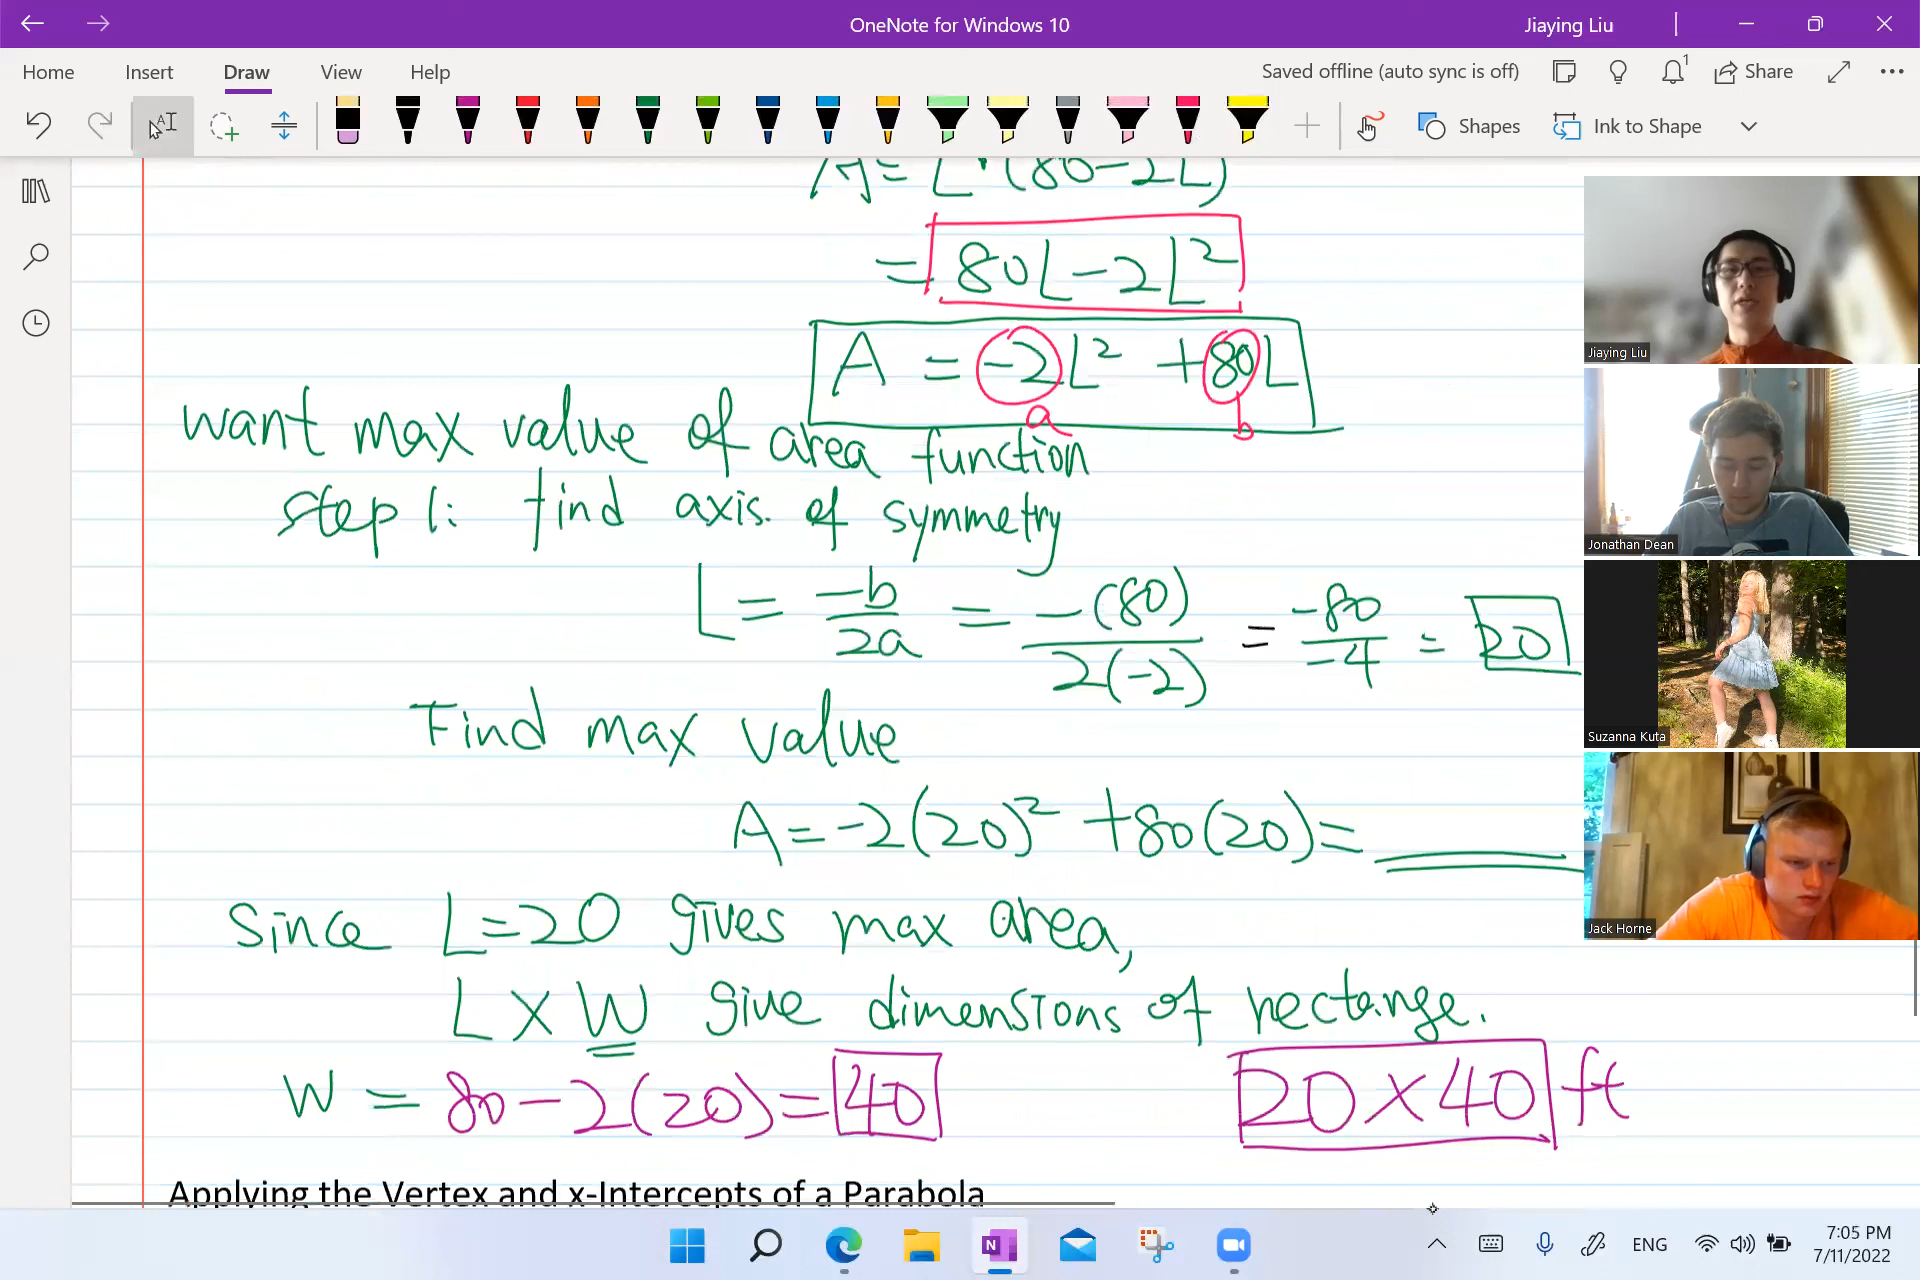 OneNote for Windows 10
Jiaying Liu
Home Insert Draw View Help
Saved offline (auto sync is off)
1
Share
Shapes
Ink to Shape
A = L · (80 - 2L)
= 80L - 2L²
A = -2L² + 80L
a b
want max value of area function
step 1: find axis of symmetry
L = -b/2a = -(80)/2(-2) = -80/-4 = 20
Find max value
A = -2(20)² + 80(20) =
Since L = 20 gives max area,
L × W give dimensions of rectange.
W = 80 - 2(20) = 40
20 × 40 ft
Applying the Vertex and x-Intercepts of a Parabola
Jiaying Liu
Jonathan Dean
Suzanna Kuta
Jack Horne
ENG
7:05 PM
7/11/2022